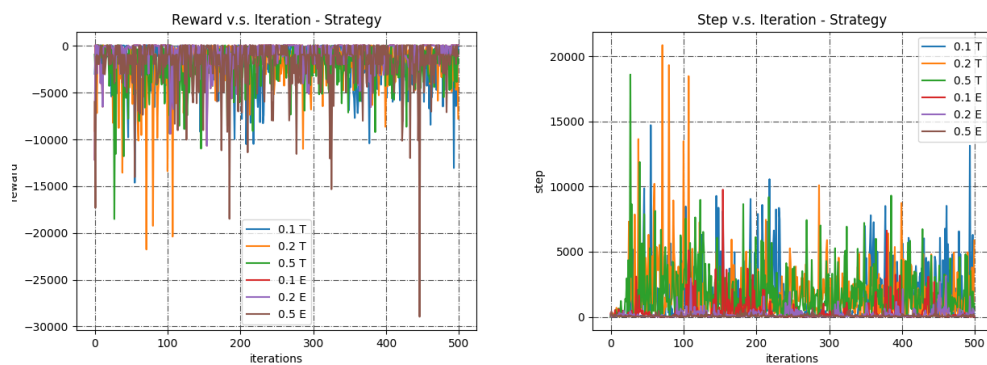 Reward v.s. Iteration - Strategy
0
−5000
−10000
−15000
−20000
−25000
−30000
reward
0.1 T
0.2 T
0.5 T
0.1 E
0.2 E
0.5 E
0
100
200
300
400
500
iterations
Step v.s. Iteration - Strategy
20000
15000
10000
5000
0
step
0.1 T
0.2 T
0.5 T
0.1 E
0.2 E
0.5 E
0
100
200
300
400
500
iterations